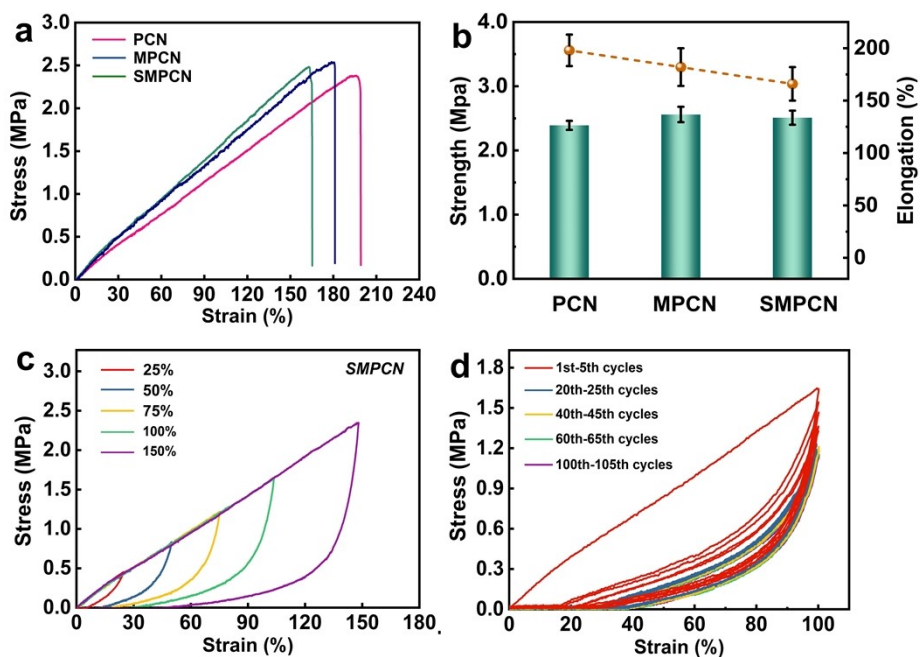 a
PCN
MPCN
SMPCN
3.0
2.5
2.0
1.5
1.0
0.5
0.0
Stress (MPa)
0 30 60 90 120 150 180 210 240
Strain (%)
b
4.0
3.0
2.0
1.0
0.0
Strength (Mpa)
200
150
100
50
0
Elongation (%)
PCN MPCN SMPCN
c
SMPCN
25%
50%
75%
100%
150%
3.0
2.5
2.0
1.5
1.0
0.5
0.0
Stress (MPa)
0 30 60 90 120 150 180
Strain (%)
d
1st-5th cycles
20th-25th cycles
40th-45th cycles
60th-65th cycles
100th-105th cycles
1.8
1.5
1.2
0.9
0.6
0.3
0.0
Stress (MPa)
0 20 40 60 80 100
Strain (%)